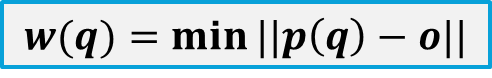 w(q) = min ||p(q) − o||